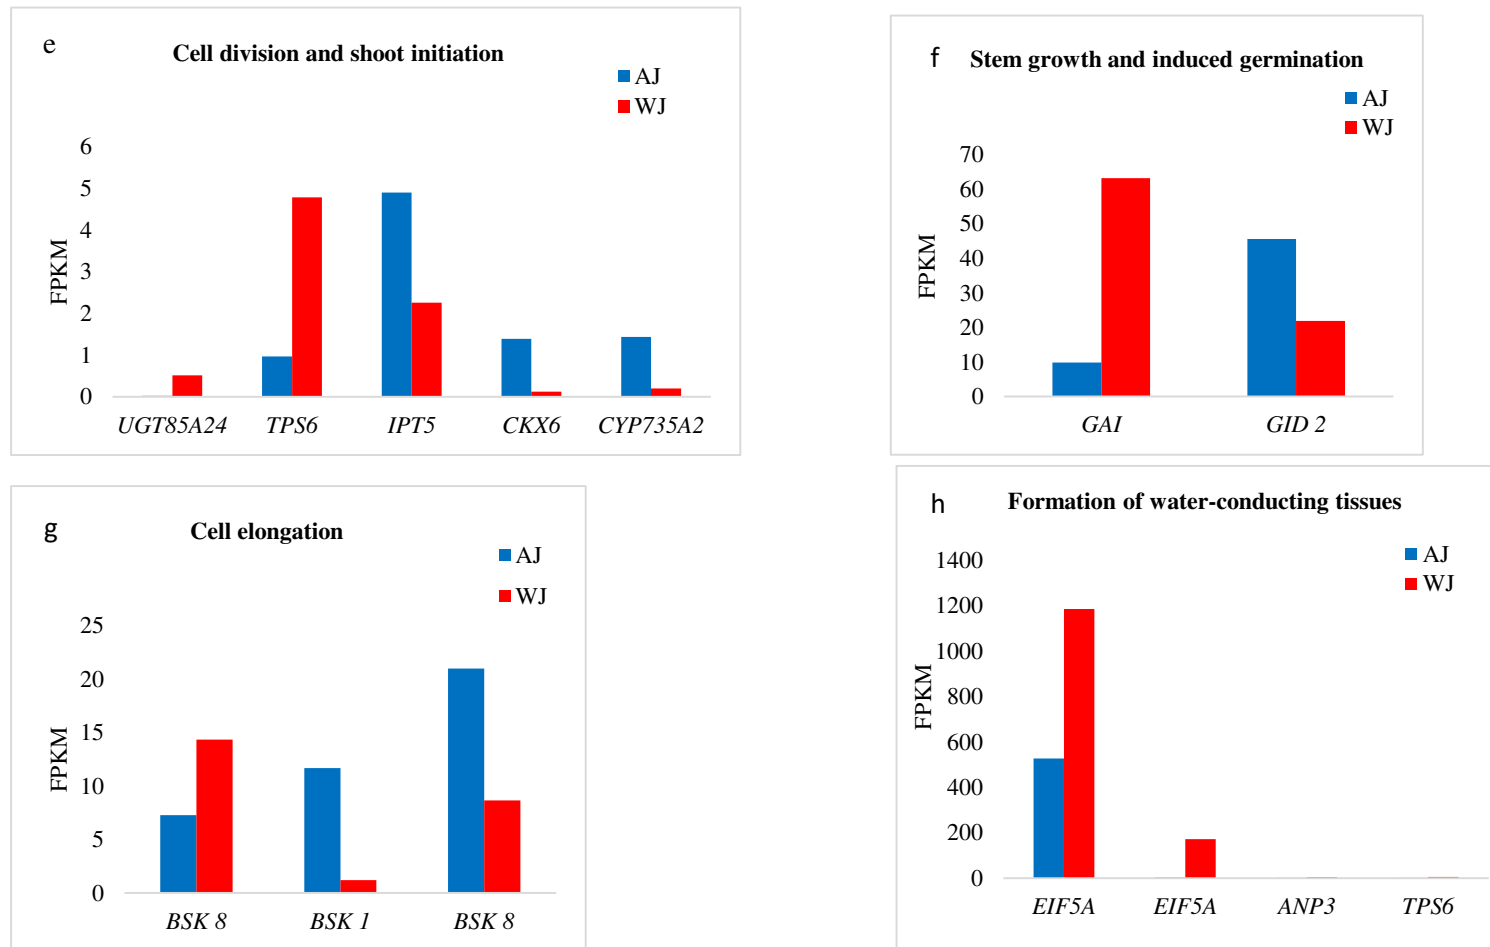 e
Cell division and shoot initiation
AJ
WJ
6
5
4
3
2
1
0
FPKM
UGT85A24 TPS6 IPT5 CKX6 CYP735A2
f
Stem growth and induced germination
AJ
WJ
70
60
50
40
30
20
10
0
FPKM
GAI GID 2
g
Cell elongation
AJ
WJ
25
20
15
10
5
0
FPKM
BSK 8 BSK 1 BSK 8
h
Formation of water-conducting tissues
AJ
WJ
1400
1200
1000
800
600
400
200
0
FPKM
EIF5A EIF5A ANP3 TPS6